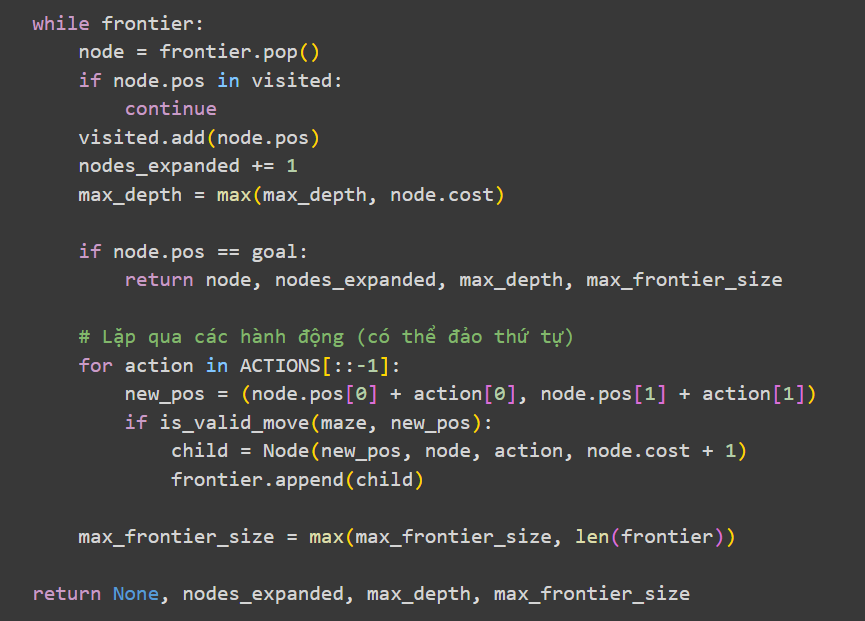 while frontier:
    node = frontier.pop()
    if node.pos in visited:
        continue
    visited.add(node.pos)
    nodes_expanded += 1
    max_depth = max(max_depth, node.cost)

    if node.pos == goal:
        return node, nodes_expanded, max_depth, max_frontier_size

    # Lặp qua các hành động (có thể đảo thứ tự)
    for action in ACTIONS[::-1]:
        new_pos = (node.pos[0] + action[0], node.pos[1] + action[1])
        if is_valid_move(maze, new_pos):
            child = Node(new_pos, node, action, node.cost + 1)
            frontier.append(child)

    max_frontier_size = max(max_frontier_size, len(frontier))

return None, nodes_expanded, max_depth, max_frontier_size